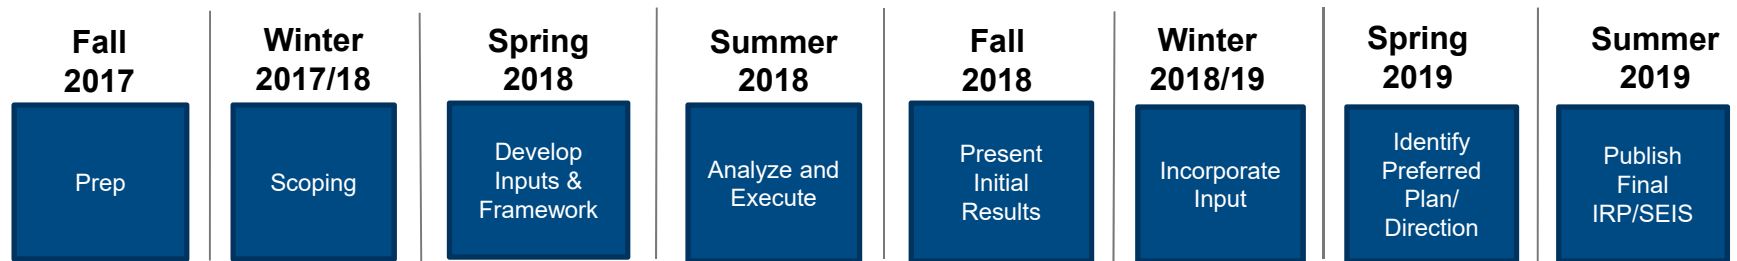 Fall
2017
Prep
Winter
2017/18
Scoping
Spring
2018
Develop
Inputs &
Framework
Summer
2018
Analyze and
Execute
Fall
2018
Present
Initial
Results
Winter
2018/19
Incorporate
Input
Spring
2019
Identify
Preferred
Plan/
Direction
Summer
2019
Publish
Final
IRP/SEIS